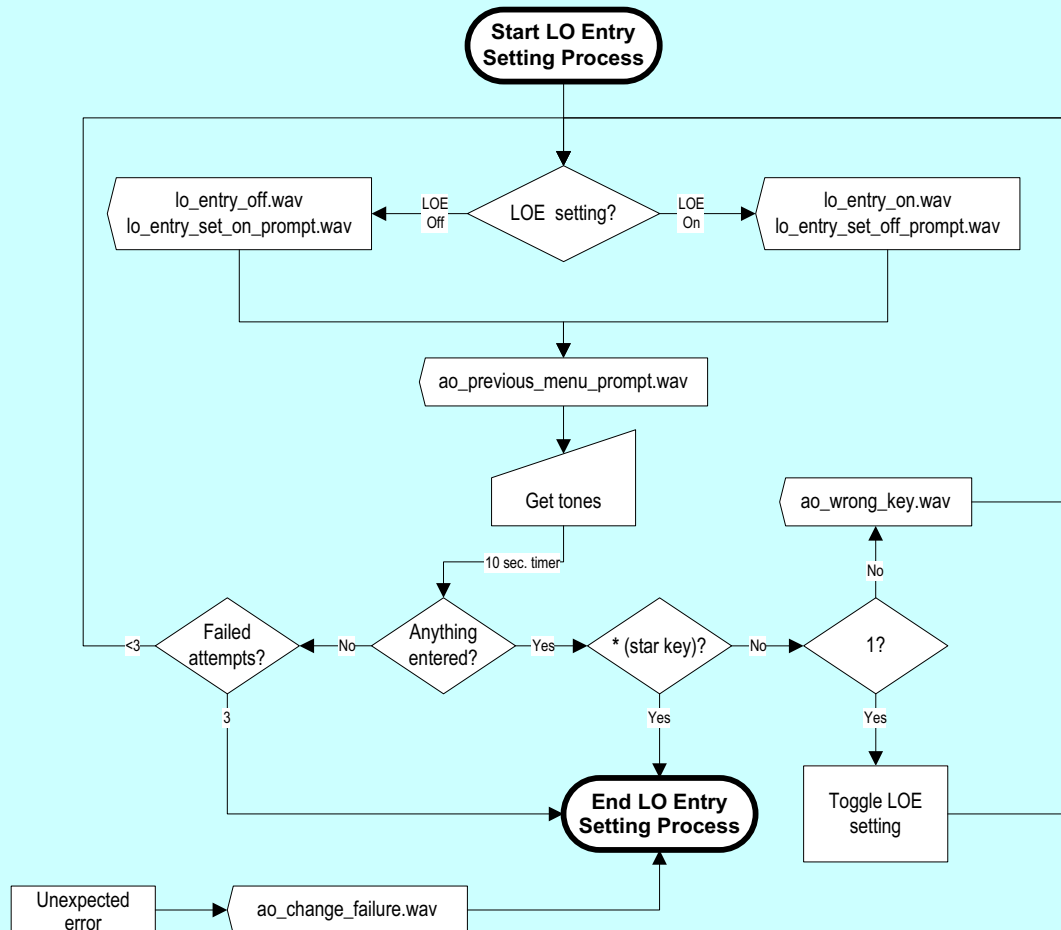 Start LO Entry
Setting Process
lo_entry_off.wav
lo_entry_set_on_prompt.wav
LOE
Off
LOE setting?
LOE
On
lo_entry_on.wav
lo_entry_set_off_prompt.wav
ao_previous_menu_prompt.wav
Get tones
ao_wrong_key.wav
10 sec. timer
No
<3
Failed
attempts?
No
Anything
entered?
Yes
* (star key)?
No
1?
3
Yes
Yes
End LO Entry
Setting Process
Toggle LOE
setting
Unexpected
error
ao_change_failure.wav